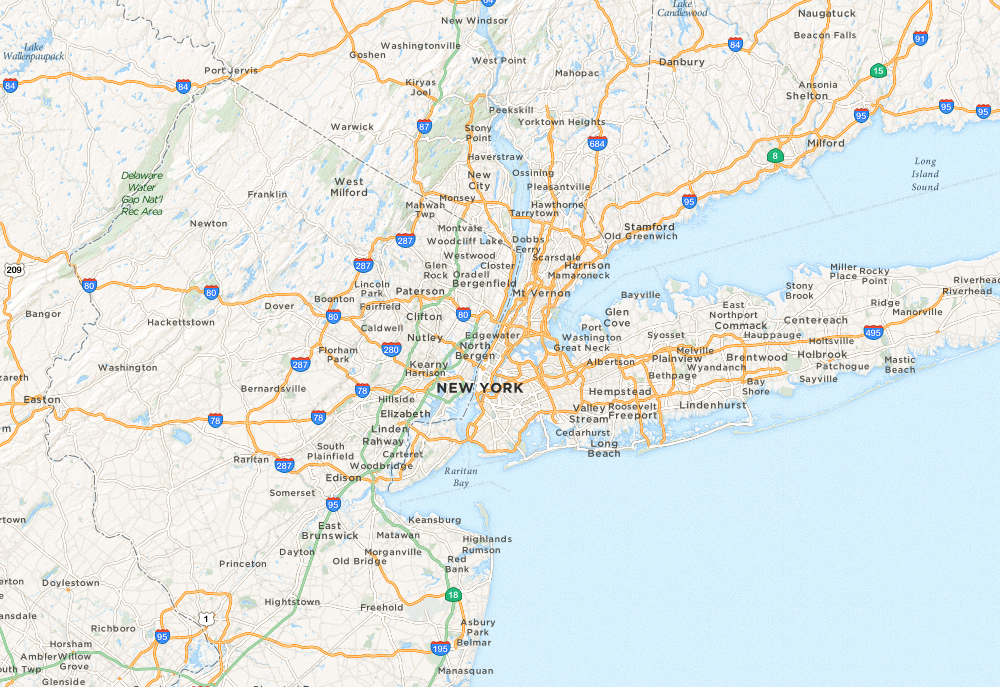 84
New Windsor
Lake
Candlewood
Naugatuck
Lake
Wallenpaupack
Washingtonville
Goshen
84
Beacon Falls
91
West Point
Danbury
Port Jervis
Mahopac
15
84
84
Kiryas
Joel
Ansonia
Shelton
Peekskill
95
95
95
87
Warwick
Stony
Point
Yorktown Heights
684
Milford
Haverstraw
8
Long
Island
Sound
Delaware
Water
Gap Nat'l
Rec Area
New
City
Ossining
Pleasantville
West
Milford
Franklin
Monsey
Mahwah
Twp
Hawthorne
Tarrytown
95
Newton
Montvale
Stamford
Old Greenwich
287
Woodcliff Lake
Dobbs
Ferry
209
287
Westwood
Closter
Scarsdale
Harrison
Mamaroneck
Glen
Rock
Oradell
Bergenfield
Miller
Place
Rocky
Point
80
80
Lincoln
Park
Paterson
Mt Vernon
Bayville
Stony
Brook
Riverhead
Riverhead
Boonton
Dover
Fairfield
Bangor
80
Clifton
80
Glen
Cove
East
Northport
Commack
Centereach
Ridge
Manorville
Hackettstown
Caldwell
Nutley
Edgewater
Port
Washington
Great Neck
Syosset
Hauppauge
495
Holtsville
Florham
Park
280
North
Bergen
Melville
Plainview
Brentwood
Holbrook
Patchogue
Mastic
Beach
Washington
287
Kearny
Harrison
Albertson
Wyandanch
Bethpage
Sayville
nazareth
Bernardsville
78
NEW YORK
Hempstead
Bay
Shore
Easton
Hillside
78
78
Elizabeth
Valley
Stream
Roosevelt
Freeport
Lindenhurst
Linden
Rahway
Cedarhurst
Long
Beach
Raritan
287
South
Plainfield
Carteret
Woodbridge
Edison
Raritan
Bay
Somerset
95
East
Brunswick
Keansburg
Matawan
Highlands
Rumson
Dayton
Morganville
Old Bridge
Red
Bank
Princeton
Doylestown
Hightstown
Freehold
18
1
Richboro
95
Asbury
Park
Belmar
195
Horsham
Ambler
Willow
Grove
Manasquan
Glenside